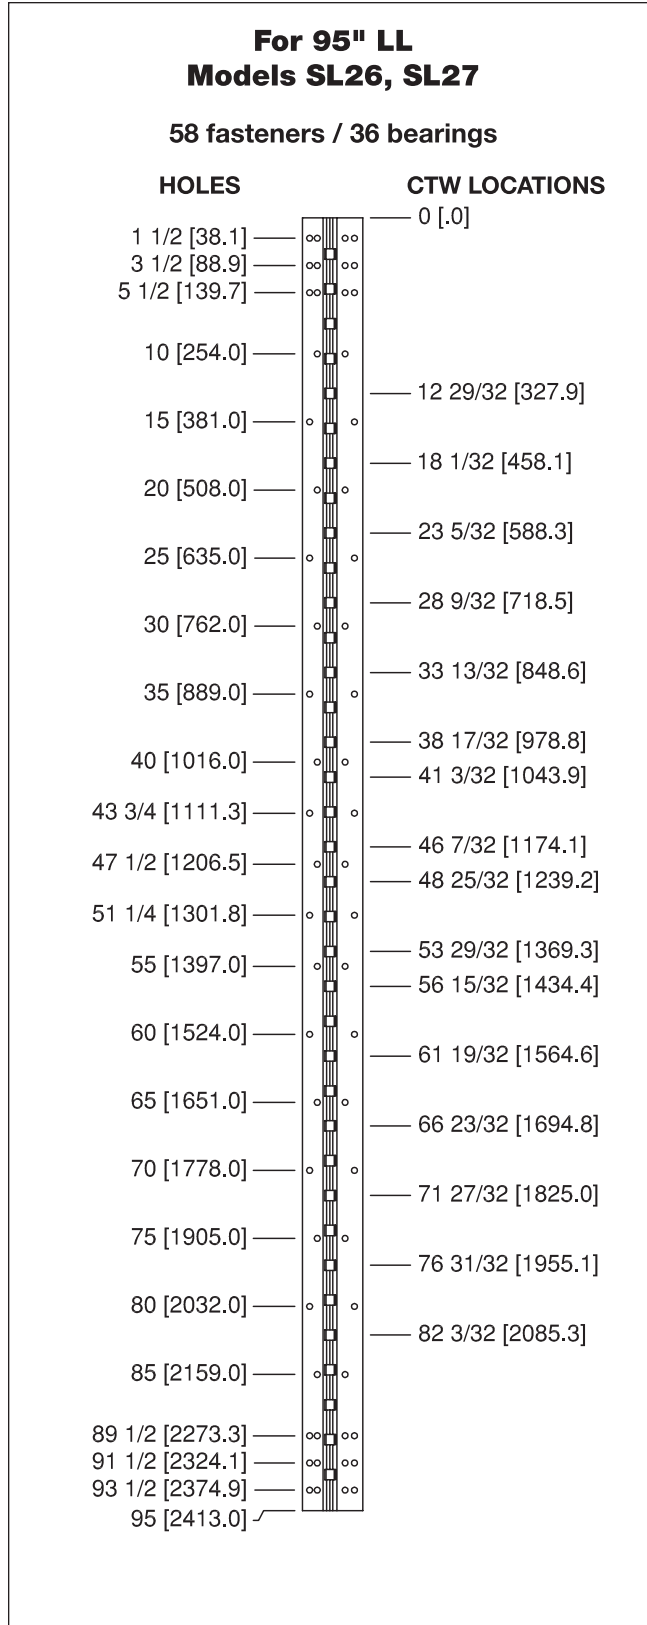 For 95" LL
Models SL26, SL27
58 fasteners / 36 bearings
HOLES
1 1/2 [38.1]
3 1/2 [88.9]
5 1/2 [139.7]
10 [254.0]
15 [381.0]
20 [508.0]
25 [635.0]
30 [762.0]
35 [889.0]
40 [1016.0]
43 3/4 [1111.3]
47 1/2 [1206.5]
51 1/4 [1301.8]
55 [1397.0]
60 [1524.0]
65 [1651.0]
70 [1778.0]
75 [1905.0]
80 [2032.0]
85 [2159.0]
89 1/2 [2273.3]
91 1/2 [2324.1]
93 1/2 [2374.9]
95 [2413.0]
CTW LOCATIONS
0 [.0]
12 29/32 [327.9]
18 1/32 [458.1]
23 5/32 [588.3]
28 9/32 [718.5]
33 13/32 [848.6]
38 17/32 [978.8]
41 3/32 [1043.9]
46 7/32 [1174.1]
48 25/32 [1239.2]
53 29/32 [1369.3]
56 15/32 [1434.4]
61 19/32 [1564.6]
66 23/32 [1694.8]
71 27/32 [1825.0]
76 31/32 [1955.1]
82 3/32 [2085.3]